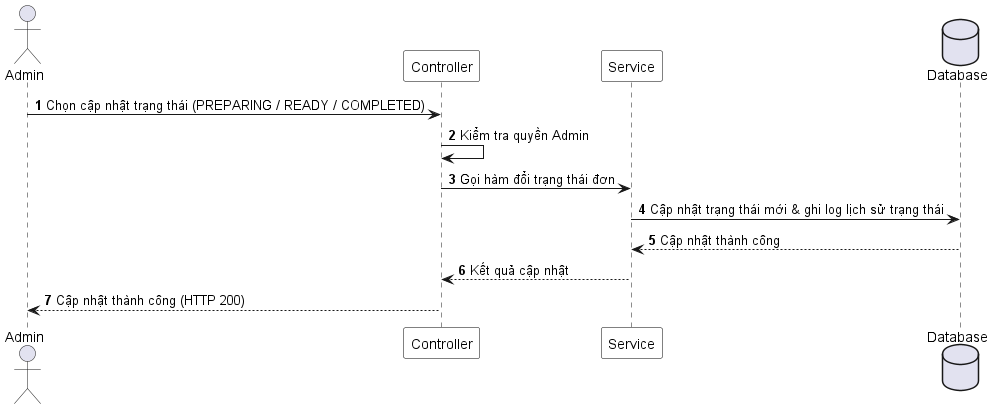 Admin
Controller
Service
Database
1 Chọn cập nhật trạng thái (PREPARING / READY / COMPLETED)
2 Kiểm tra quyền Admin
3 Gọi hàm đổi trạng thái đơn
4 Cập nhật trạng thái mới & ghi log lịch sử trạng thái
5 Cập nhật thành công
6 Kết quả cập nhật
7 Cập nhật thành công (HTTP 200)
Admin
Controller
Service
Database